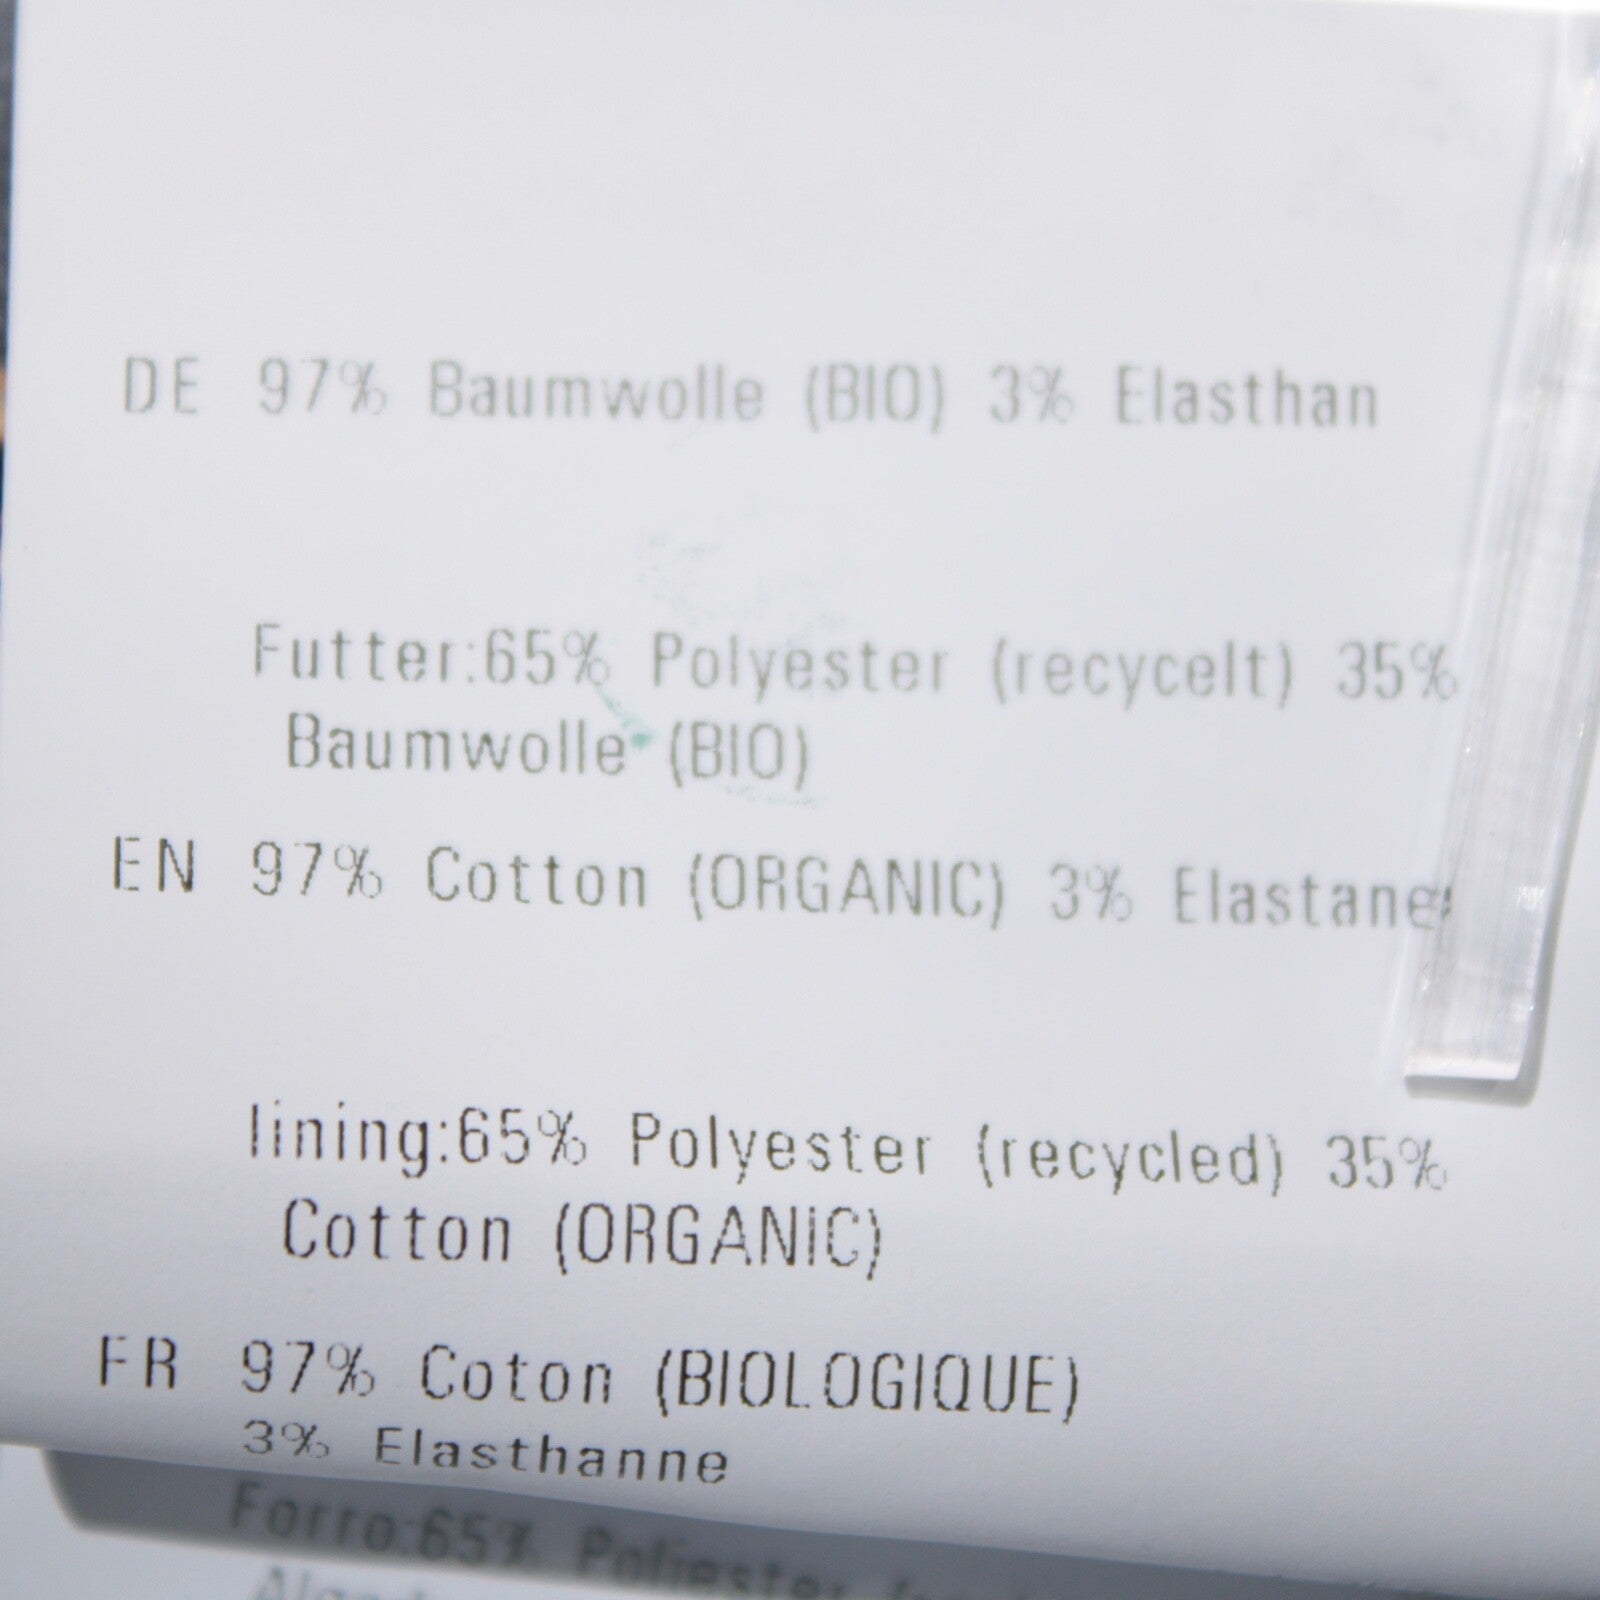 DE 97% Baumwolle (BIO) 3% Elasthan
Futter:65% Polyester (recycelt) 35%
Baumwolle (BIO)
EN 97% Cotton (ORGANIC) 3% Elastane
lining:65% Polyester (recycled) 35%
Cotton (ORGANIC)
FR 97% Coton (BIOLOGIQUE)
3% Elasthanne
Forro:65% Poliester